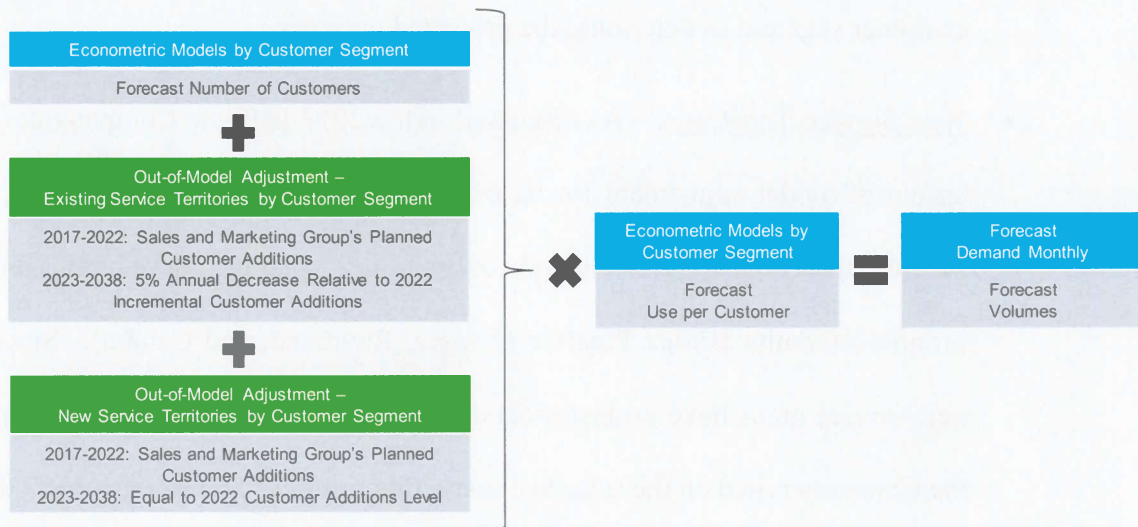 Econometric Models by Customer Segment
Forecast Number of Customers
Out-of-Model Adjustment –
Existing Service Territories by Customer Segment
2017-2022: Sales and Marketing Group's Planned
Customer Additions
2023-2038: 5% Annual Decrease Relative to 2022
Incremental Customer Additions
Out-of-Model Adjustment –
New Service Territories by Customer Segment
2017-2022: Sales and Marketing Group's Planned
Customer Additions
2023-2038: Equal to 2022 Customer Additions Level
Econometric Models by
Customer Segment
Forecast
Use per Customer
Forecast
Demand Monthly
Forecast
Volumes